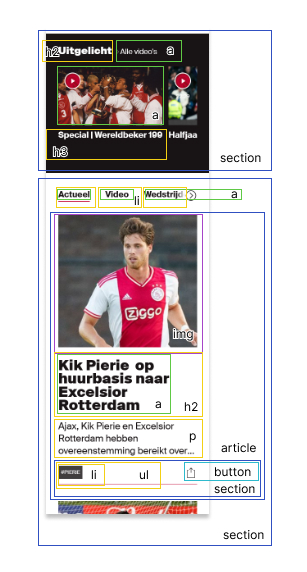 h2 Uitgelicht Alle video's a
a
Special | Wereldbeker 199 Halfjaa
h3
section
Actueel Video li Wedstrijd a
ziggo
img
Kik Pierie op
huurbasis naar
Excelsior
Rotterdam a h2
Ajax, Kik Pierie en Excelsior
Rotterdam hebben p
overeenstemming bereikt over...
article
#PIERIE li ul button
section
section